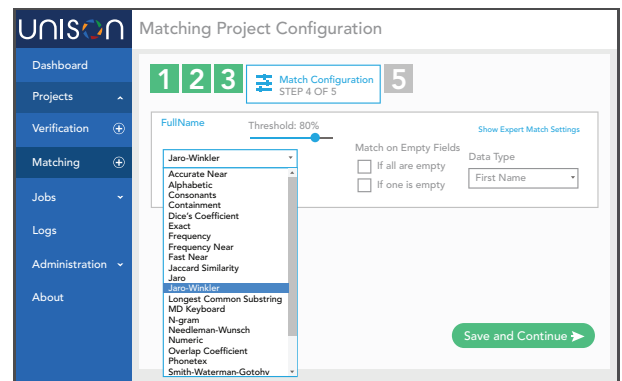 UNISON
Matching Project Configuration
Dashboard
Projects
Verification
Matching
Jobs
Logs
Administration
About
1 2 3
Match Configuration
STEP 4 OF 5
5
FullName
Threshold: 80%
Show Expert Match Settings
Jaro-Winkler
Match on Empty Fields
If all are empty
If one is empty
Data Type
First Name
Accurate Near
Alphabetic
Consonants
Containment
Dice's Coefficient
Exact
Frequency
Frequency Near
Fast Near
Jaccard Similarity
Jaro
Jaro-Winkler
Longest Common Substring
MD Keyboard
N-gram
Needleman-Wunsch
Numeric
Overlap Coefficient
Phonetex
Smith-Waterman-Gotohv
Save and Continue